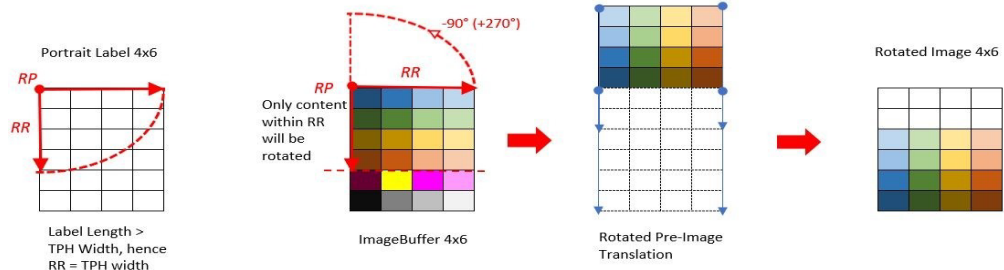 -90° (+270°)
Portrait Label 4x6
RP
RR
RP
RR
Only content
within RR
will be
rotated
Rotated Image 4x6
Label Length >
TPH Width, hence
RR = TPH width
ImageBuffer 4x6
Rotated Pre-Image
Translation